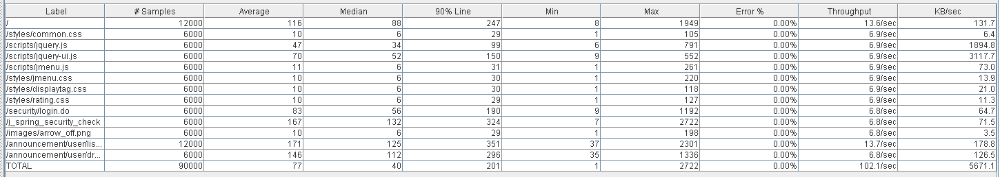 Label # Samples Average Median 90% Line Min Max Error % Throughput KB/sec
/ 12000 116 88 247 8 1949 0.00% 13.6/sec 131.7
/styles/common.css 6000 10 6 29 1 105 0.00% 6.9/sec 6.4
/scripts/jquery.js 6000 47 34 99 6 791 0.00% 6.9/sec 1894.8
/scripts/jquery-ui.js 6000 70 52 150 9 552 0.00% 6.9/sec 3117.7
/scripts/jmenu.js 6000 11 6 31 1 261 0.00% 6.9/sec 73.0
/styles/jmenu.css 6000 10 6 30 1 220 0.00% 6.9/sec 13.9
/styles/displaytag.css 6000 10 6 30 1 118 0.00% 6.9/sec 21.0
/styles/rating.css 6000 10 6 29 1 127 0.00% 6.9/sec 11.3
/security/login.do 6000 83 56 190 9 1192 0.00% 6.8/sec 64.7
/j_spring_security_check 6000 167 132 324 7 2722 0.00% 6.8/sec 71.5
/images/arrow_off.png 6000 10 6 29 1 198 0.00% 6.8/sec 3.5
/announcement/user/lis... 12000 171 125 351 37 2301 0.00% 13.7/sec 178.8
/announcement/user/dr... 6000 146 112 296 35 1336 0.00% 6.8/sec 126.5
TOTAL 90000 77 40 201 1 2722 0.00% 102.1/sec 5671.1